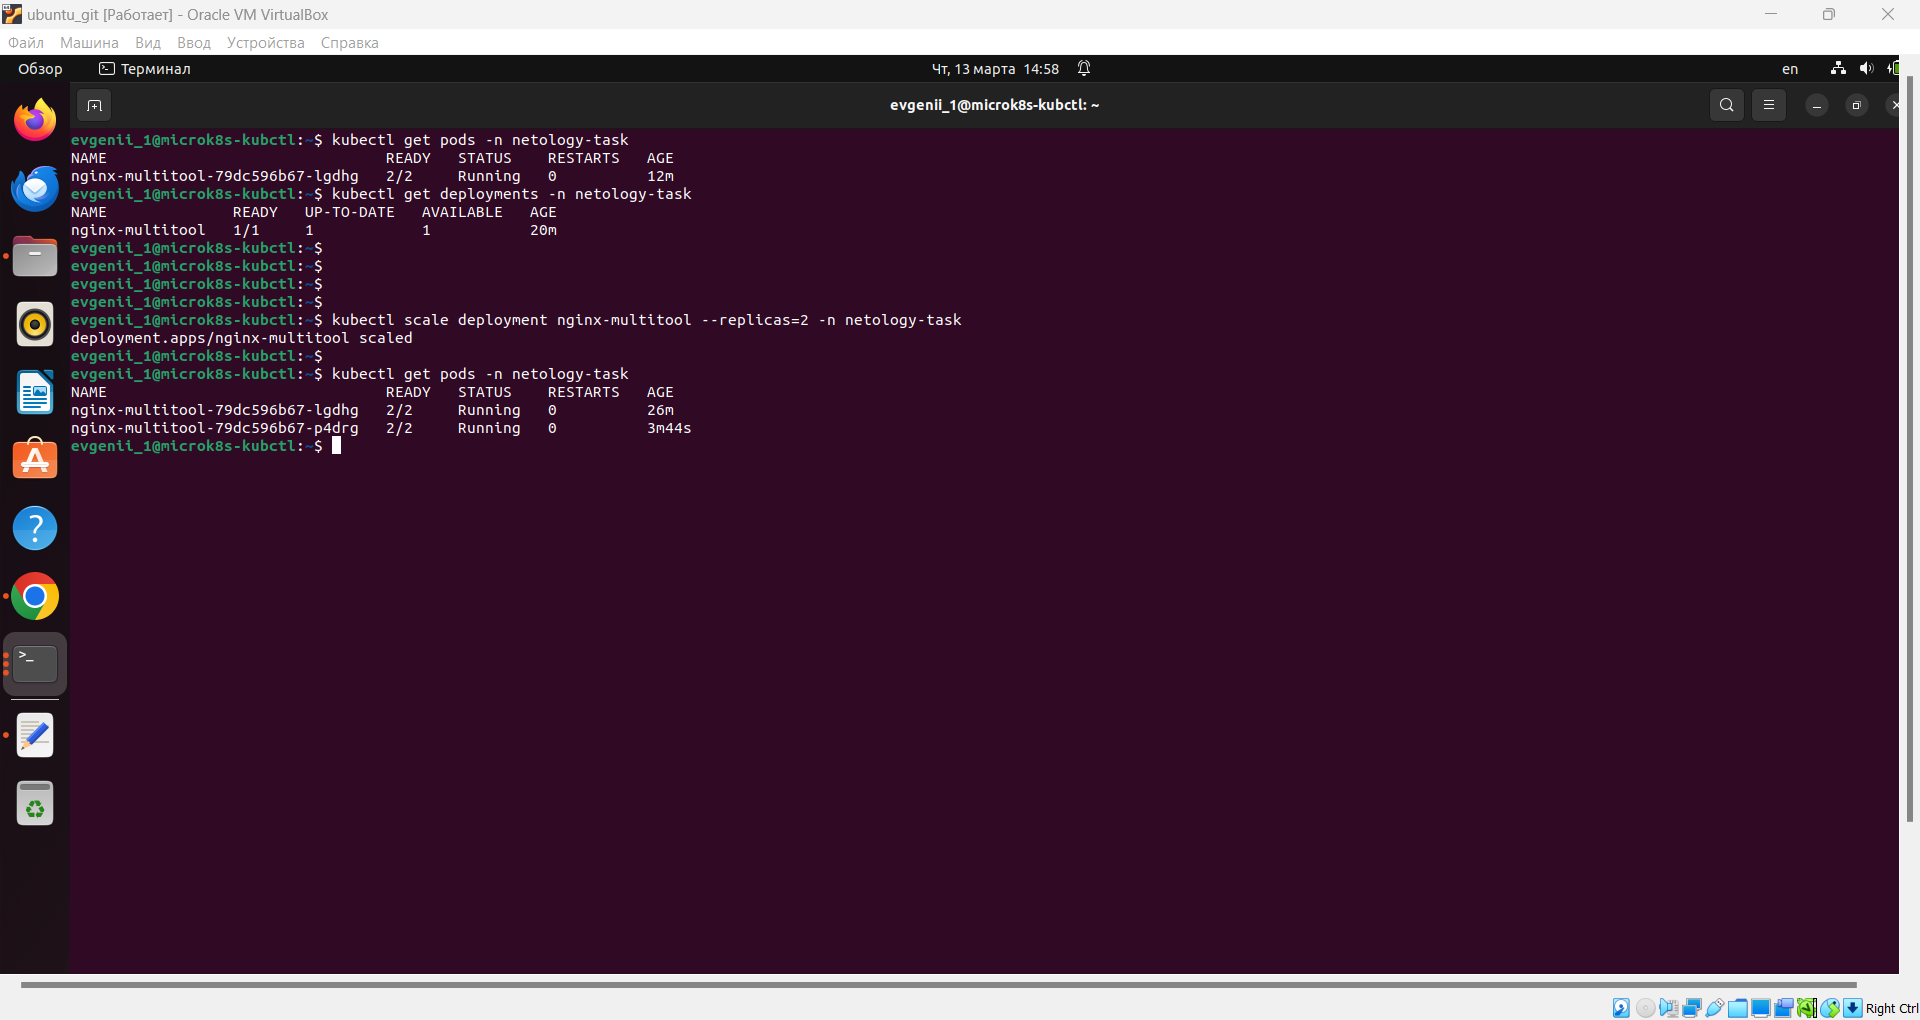 ubuntu_git [Работает] - Oracle VM VirtualBox
Файл Машина Вид Ввод Устройства Справка
Обзор Терминал Чт, 13 марта 14:58 en
evgenii_1@microk8s-kubctl: ~
evgenii_1@microk8s-kubctl:~$ kubectl get pods -n netology-task
NAME READY STATUS RESTARTS AGE
nginx-multitool-79dc596b67-lgdhg 2/2 Running 0 12m
evgenii_1@microk8s-kubctl:~$ kubectl get deployments -n netology-task
NAME READY UP-TO-DATE AVAILABLE AGE
nginx-multitool 1/1 1 1 20m
evgenii_1@microk8s-kubctl:~$
evgenii_1@microk8s-kubctl:~$
evgenii_1@microk8s-kubctl:~$
evgenii_1@microk8s-kubctl:~$
evgenii_1@microk8s-kubctl:~$ kubectl scale deployment nginx-multitool --replicas=2 -n netology-task
deployment.apps/nginx-multitool scaled
evgenii_1@microk8s-kubctl:~$
evgenii_1@microk8s-kubctl:~$ kubectl get pods -n netology-task
NAME READY STATUS RESTARTS AGE
nginx-multitool-79dc596b67-lgdhg 2/2 Running 0 26m
nginx-multitool-79dc596b67-p4drg 2/2 Running 0 3m44s
evgenii_1@microk8s-kubctl:~$
Right Ctrl